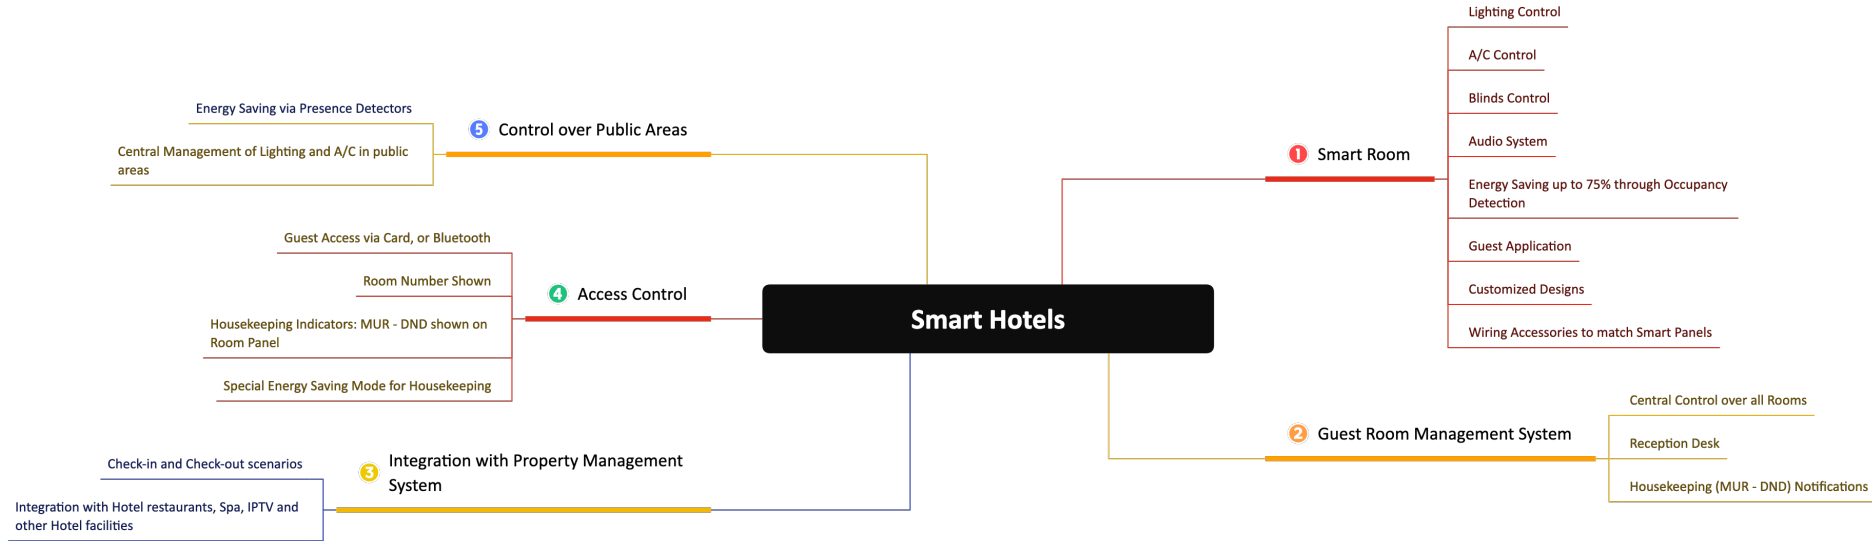 Smart Hotels
1 Smart Room
Lighting Control
A/C Control
Blinds Control
Audio System
Energy Saving up to 75% through Occupancy
Detection
Guest Application
Customized Designs
Wiring Accessories to match Smart Panels
2 Guest Room Management System
Central Control over all Rooms
Reception Desk
Housekeeping (MUR - DND) Notifications
3 Integration with Property Management
System
Check-in and Check-out scenarios
Integration with Hotel restaurants, Spa, IPTV and
other Hotel facilities
4 Access Control
Guest Access via Card, or Bluetooth
Room Number Shown
Housekeeping Indicators: MUR - DND shown on
Room Panel
Special Energy Saving Mode for Housekeeping
5 Control over Public Areas
Energy Saving via Presence Detectors
Central Management of Lighting and A/C in public
areas